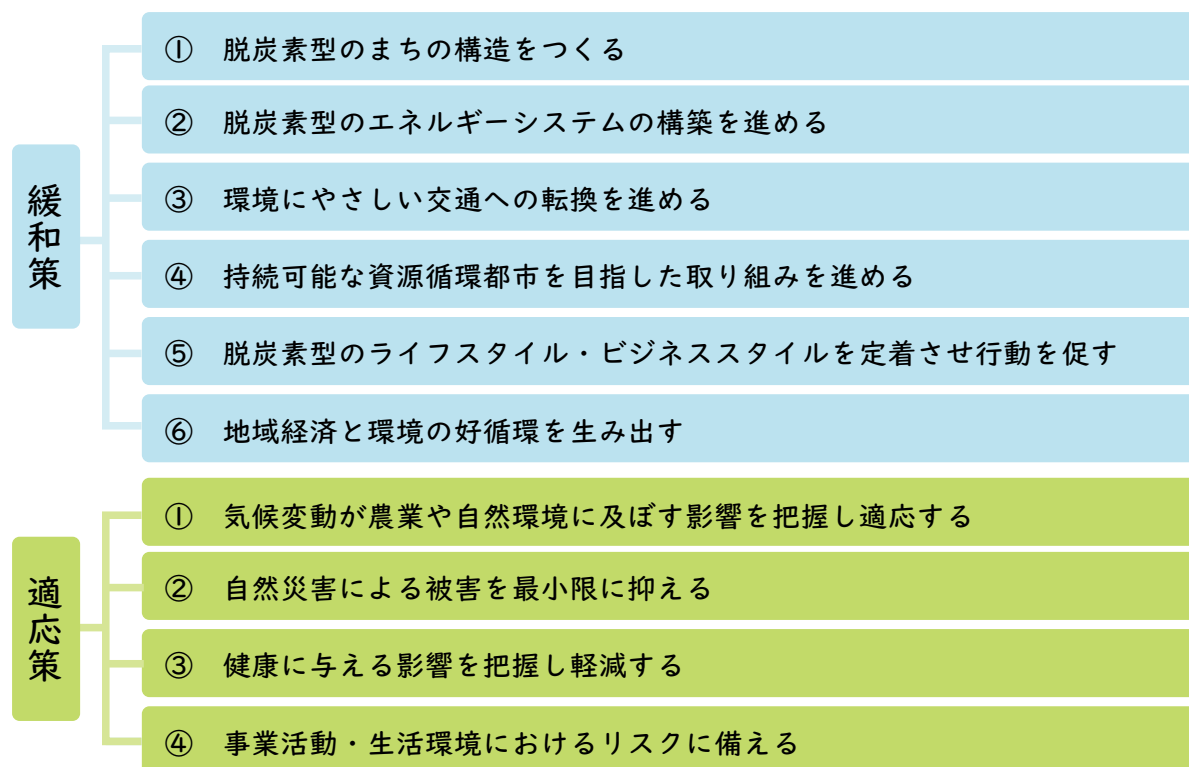 緩和策
① 脱炭素型のまちの構造をつくる
② 脱炭素型のエネルギーシステムの構築を進める
③ 環境にやさしい交通への転換を進める
④ 持続可能な資源循環都市を目指した取り組みを進める
⑤ 脱炭素型のライフスタイル・ビジネススタイルを定着させ行動を促す
⑥ 地域経済と環境の好循環を生み出す
適応策
① 気候変動が農業や自然環境に及ぼす影響を把握し適応する
② 自然災害による被害を最小限に抑える
③ 健康に与える影響を把握し軽減する
④ 事業活動・生活環境におけるリスクに備える